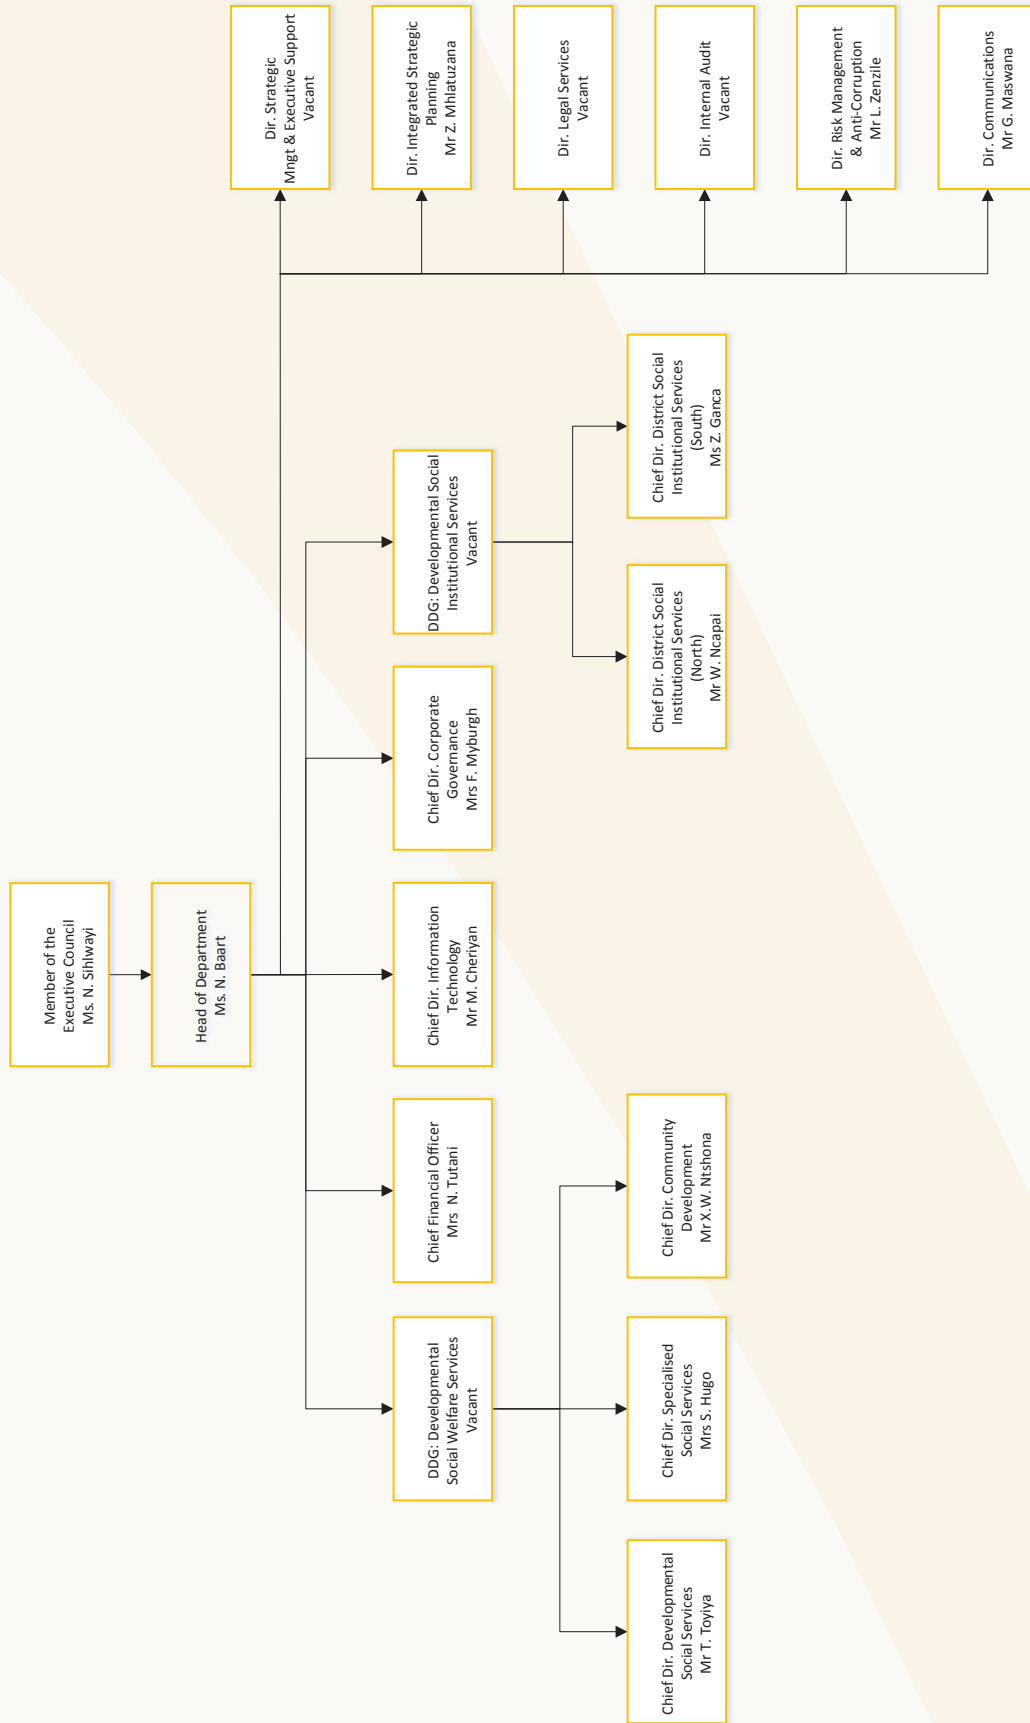 Member of the
Executive Council
Ms. N. Sihlwayi
Head of Department
Ms. N. Baart
Dir. Strategic
Mngt & Executive Support
Vacant
Dir. Integrated Strategic
Planning
Mr Z. Mhlatuzana
Dir. Legal Services
Vacant
Dir. Internal Audit
Vacant
Dir. Risk Management
& Anti-Corruption
Mr L. Zenzile
Dir. Communications
Mr G. Maswana
DDG: Developmental
Social Welfare Services
Vacant
Chief Financial Officer
Mrs N. Tutani
Chief Dir. Information
Technology
Mr M. Cheriyan
Chief Dir. Corporate
Governance
Mrs F. Myburgh
DDG: Developmental Social
Institutional Services
Vacant
Chief Dir. Developmental
Social Services
Mr T. Toyiya
Chief Dir. Specialised
Social Services
Mrs S. Hugo
Chief Dir. Community
Development
Mr X.W. Ntshona
Chief Dir. District Social
Institutional Services
(North)
Mr W. Ncapai
Chief Dir. District Social
Institutional Services
(South)
Ms Z. Ganca